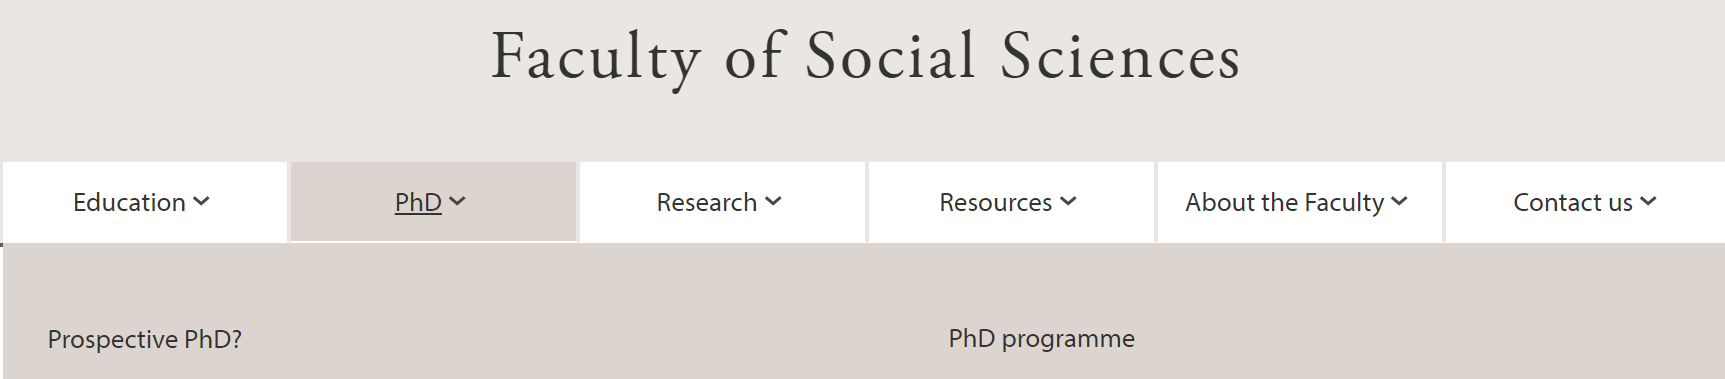 Faculty of Social Sciences
Education PhD Research Resources About the Faculty Contact us
Prospective PhD? PhD programme